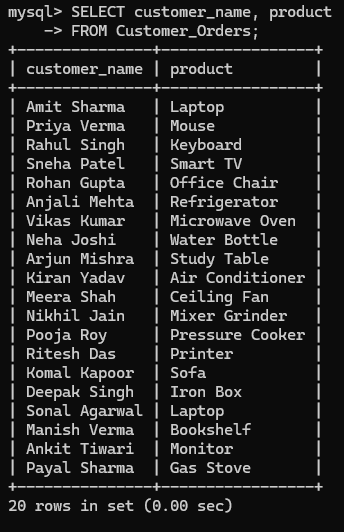 mysql> SELECT customer_name, product
    -> FROM Customer_Orders;
+---------------+-----------------+
| customer_name | product         |
+---------------+-----------------+
| Amit Sharma   | Laptop          |
| Priya Verma   | Mouse           |
| Rahul Singh   | Keyboard        |
| Sneha Patel   | Smart TV        |
| Rohan Gupta   | Office Chair    |
| Anjali Mehta  | Refrigerator    |
| Vikas Kumar   | Microwave Oven  |
| Neha Joshi    | Water Bottle    |
| Arjun Mishra  | Study Table     |
| Kiran Yadav   | Air Conditioner |
| Meera Shah    | Ceiling Fan     |
| Nikhil Jain   | Mixer Grinder   |
| Pooja Roy     | Pressure Cooker |
| Ritesh Das    | Printer         |
| Komal Kapoor  | Sofa            |
| Deepak Singh  | Iron Box        |
| Sonal Agarwal | Laptop          |
| Manish Verma  | Bookshelf       |
| Ankit Tiwari  | Monitor         |
| Payal Sharma  | Gas Stove       |
+---------------+-----------------+
20 rows in set (0.00 sec)